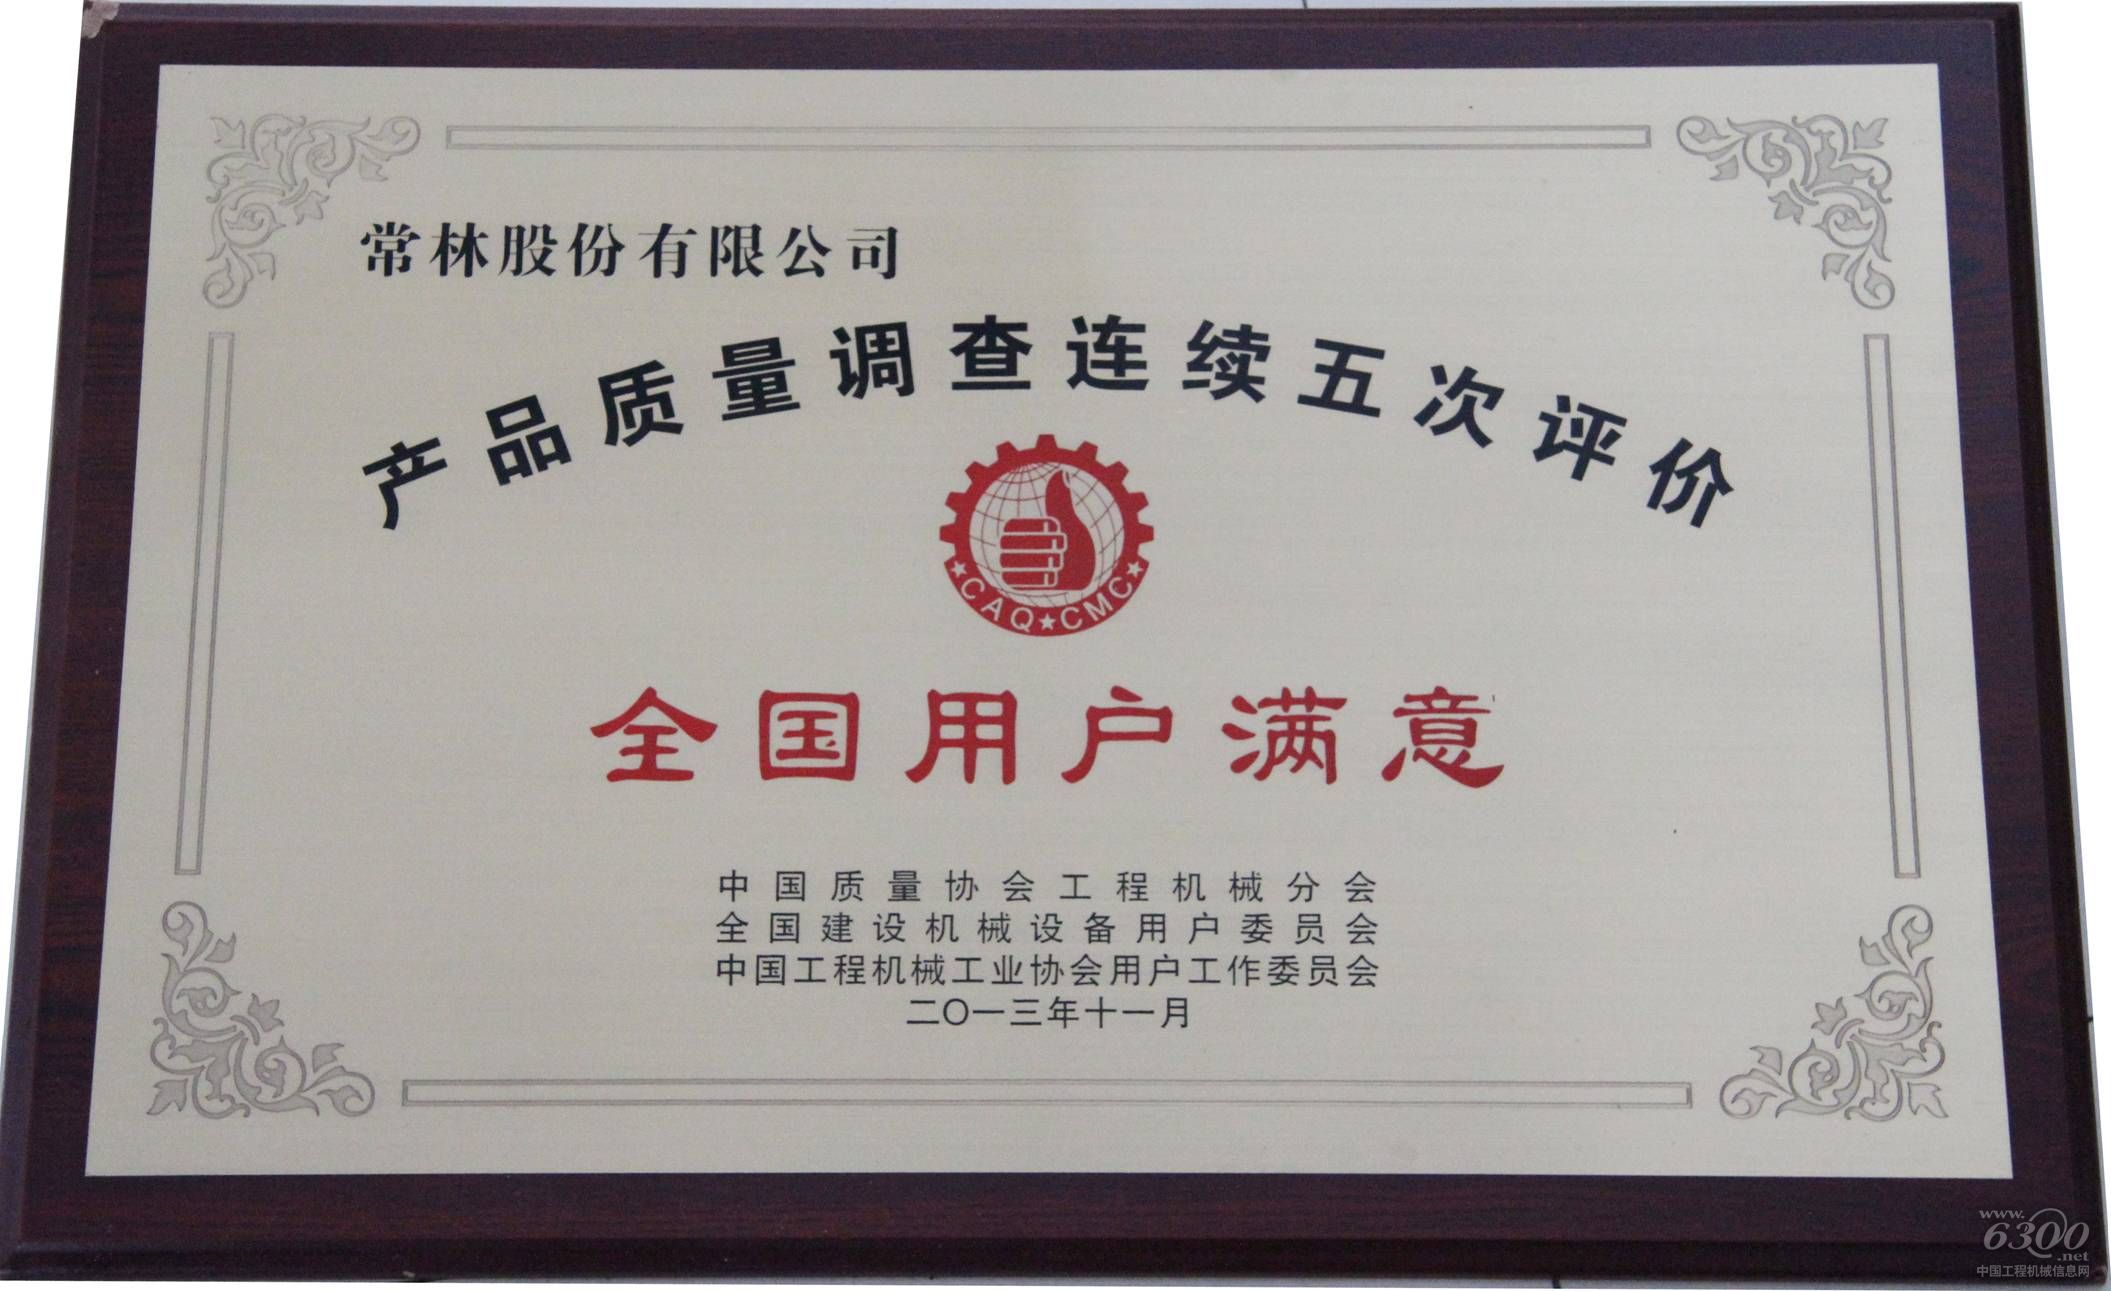 常林股份有限公司
产品质量调查连续五次评价
CAQ★CMC
全国用户满意
中国质量协会工程机械分会
全国建设机械设备用户委员会
中国工程机械工业协会用户工作委员会
二〇一三年十一月
www.
6300
.net
中国工程机械信息网